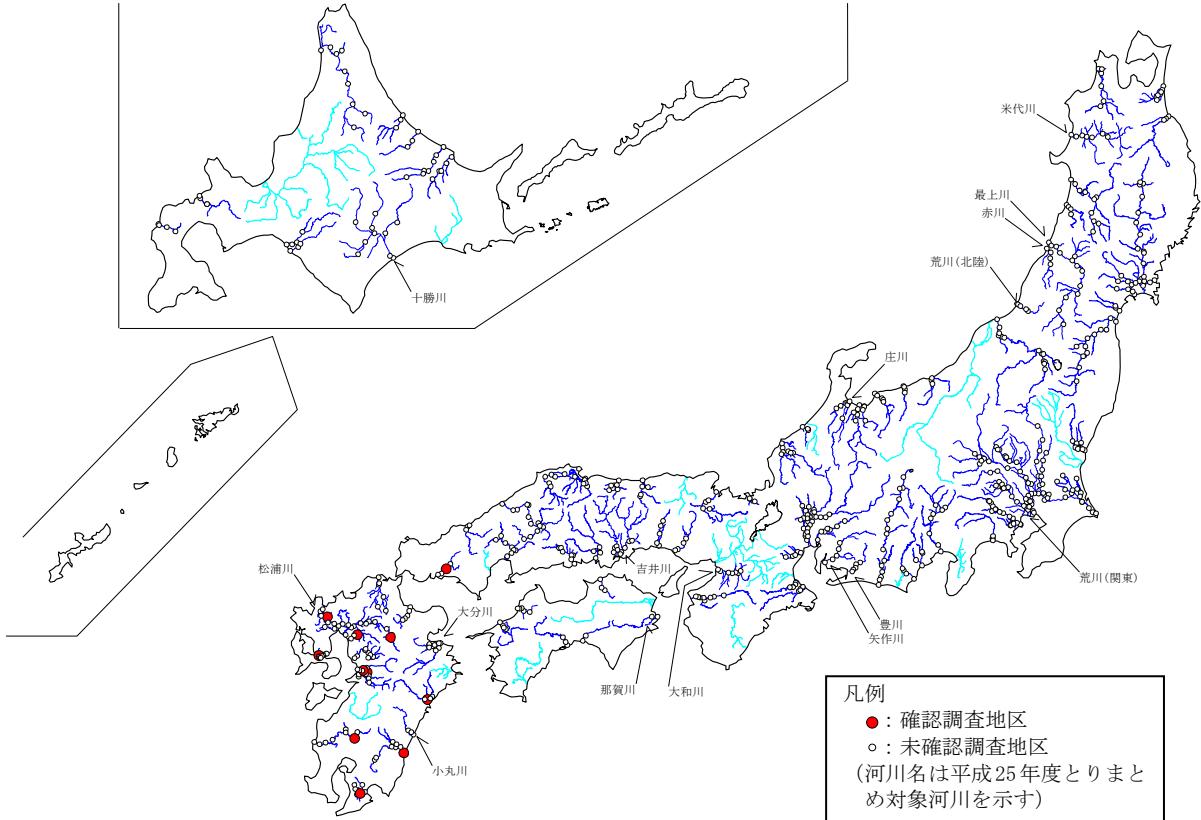 米代川
最上川
赤川
荒川(北陸)
十勝川
庄川
松浦川
大分川
吉井川
荒川(関東)
豊川
矢作川
那賀川
大和川
小丸川
凡例
●：確認調査地区
○：未確認調査地区
(河川名は平成25年度とりまと
め対象河川を示す)